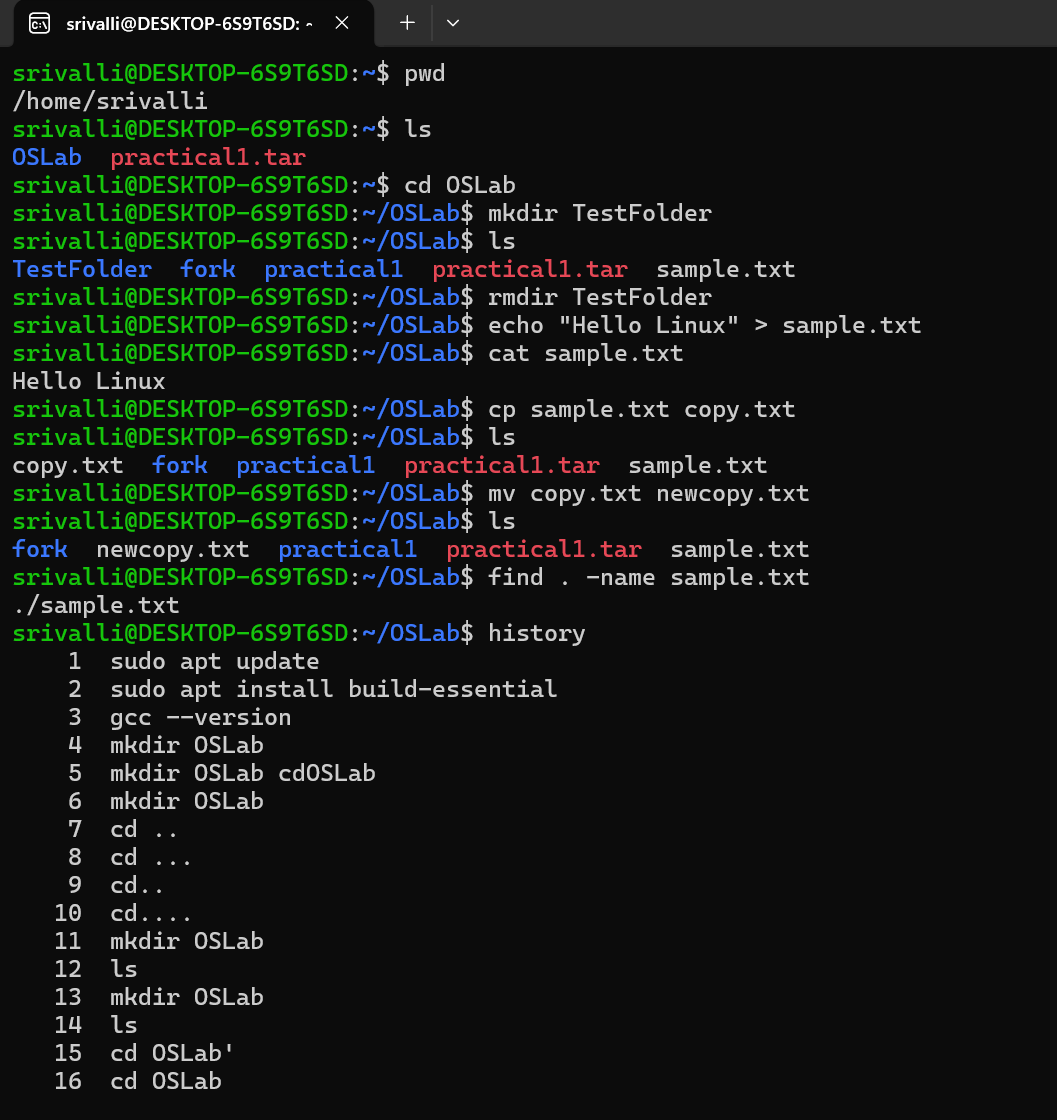 srivalli@DESKTOP-6S9T6SD: ~
srivalli@DESKTOP-6S9T6SD:~$ pwd
/home/srivalli
srivalli@DESKTOP-6S9T6SD:~$ ls
OSLab  practical1.tar
srivalli@DESKTOP-6S9T6SD:~$ cd OSLab
srivalli@DESKTOP-6S9T6SD:~/OSLab$ mkdir TestFolder
srivalli@DESKTOP-6S9T6SD:~/OSLab$ ls
TestFolder  fork  practical1  practical1.tar  sample.txt
srivalli@DESKTOP-6S9T6SD:~/OSLab$ rmdir TestFolder
srivalli@DESKTOP-6S9T6SD:~/OSLab$ echo "Hello Linux" > sample.txt
srivalli@DESKTOP-6S9T6SD:~/OSLab$ cat sample.txt
Hello Linux
srivalli@DESKTOP-6S9T6SD:~/OSLab$ cp sample.txt copy.txt
srivalli@DESKTOP-6S9T6SD:~/OSLab$ ls
copy.txt  fork  practical1  practical1.tar  sample.txt
srivalli@DESKTOP-6S9T6SD:~/OSLab$ mv copy.txt newcopy.txt
srivalli@DESKTOP-6S9T6SD:~/OSLab$ ls
fork  newcopy.txt  practical1  practical1.tar  sample.txt
srivalli@DESKTOP-6S9T6SD:~/OSLab$ find . -name sample.txt
./sample.txt
srivalli@DESKTOP-6S9T6SD:~/OSLab$ history
    1  sudo apt update
    2  sudo apt install build-essential
    3  gcc --version
    4  mkdir OSLab
    5  mkdir OSLab cdOSLab
    6  mkdir OSLab
    7  cd ..
    8  cd ...
    9  cd..
   10  cd....
   11  mkdir OSLab
   12  ls
   13  mkdir OSLab
   14  ls
   15  cd OSLab'
   16  cd OSLab